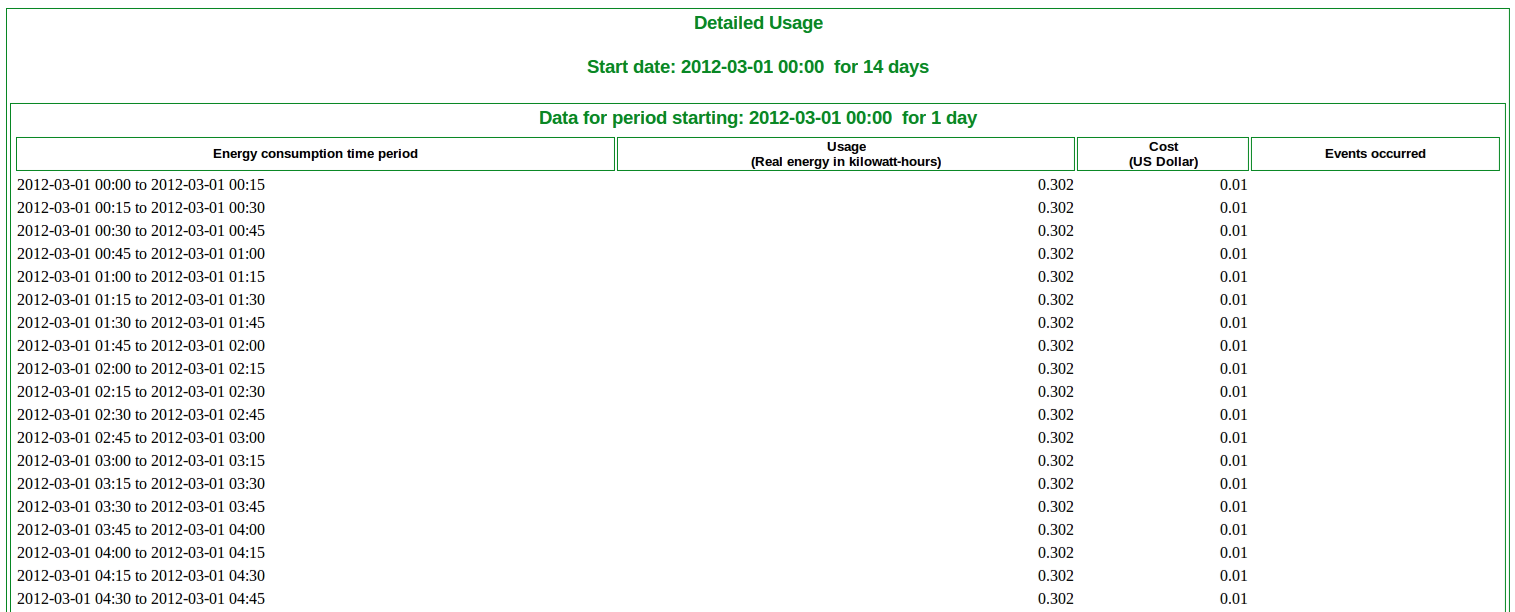 Detailed Usage
Start date: 2012-03-01 00:00  for 14 days
Data for period starting: 2012-03-01 00:00  for 1 day
Energy consumption time period Usage (Real energy in kilowatt-hours) Cost (US Dollar) Events occurred
2012-03-01 00:00 to 2012-03-01 00:15 0.302 0.01
2012-03-01 00:15 to 2012-03-01 00:30 0.302 0.01
2012-03-01 00:30 to 2012-03-01 00:45 0.302 0.01
2012-03-01 00:45 to 2012-03-01 01:00 0.302 0.01
2012-03-01 01:00 to 2012-03-01 01:15 0.302 0.01
2012-03-01 01:15 to 2012-03-01 01:30 0.302 0.01
2012-03-01 01:30 to 2012-03-01 01:45 0.302 0.01
2012-03-01 01:45 to 2012-03-01 02:00 0.302 0.01
2012-03-01 02:00 to 2012-03-01 02:15 0.302 0.01
2012-03-01 02:15 to 2012-03-01 02:30 0.302 0.01
2012-03-01 02:30 to 2012-03-01 02:45 0.302 0.01
2012-03-01 02:45 to 2012-03-01 03:00 0.302 0.01
2012-03-01 03:00 to 2012-03-01 03:15 0.302 0.01
2012-03-01 03:15 to 2012-03-01 03:30 0.302 0.01
2012-03-01 03:30 to 2012-03-01 03:45 0.302 0.01
2012-03-01 03:45 to 2012-03-01 04:00 0.302 0.01
2012-03-01 04:00 to 2012-03-01 04:15 0.302 0.01
2012-03-01 04:15 to 2012-03-01 04:30 0.302 0.01
2012-03-01 04:30 to 2012-03-01 04:45 0.302 0.01